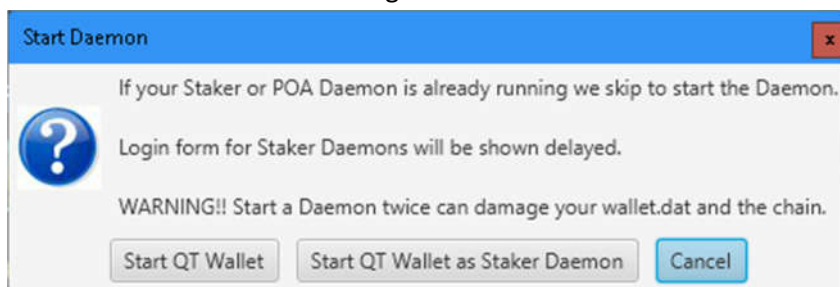 Start Daemon
x
If your Staker or POA Daemon is already running we skip to start the Daemon.
Login form for Staker Daemons will be shown delayed.
WARNING!! Start a Daemon twice can damage your wallet.dat and the chain.
Start QT Wallet
Start QT Wallet as Staker Daemon
Cancel